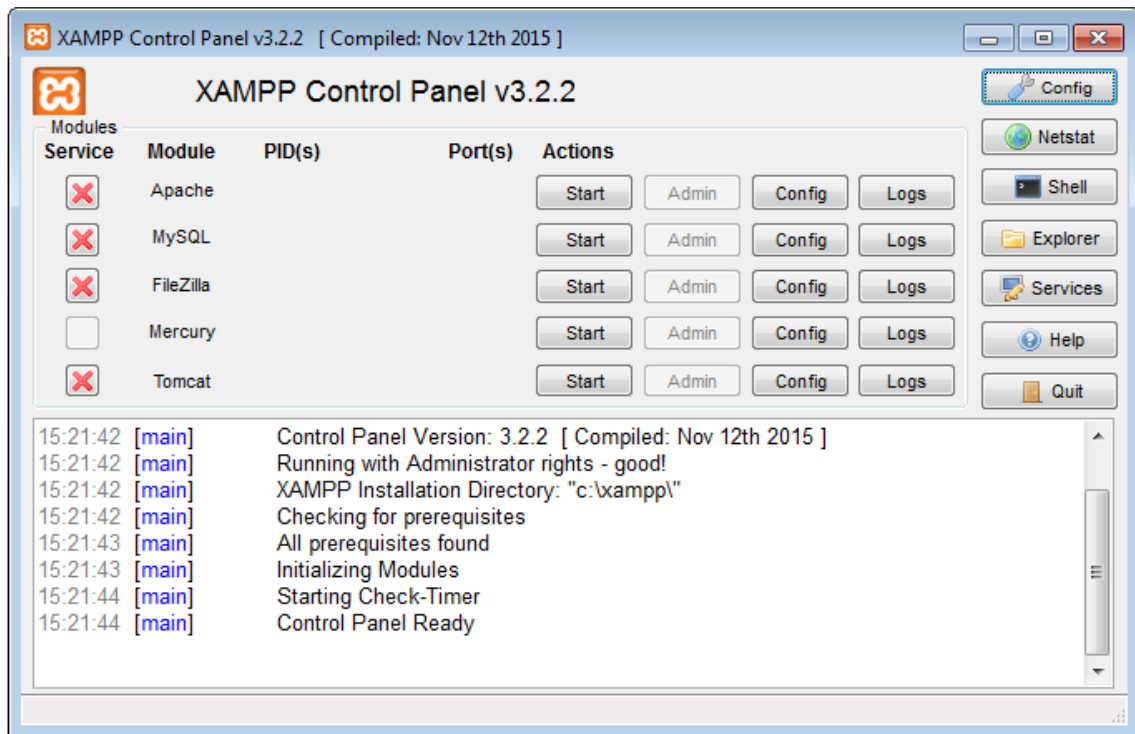 XAMPP Control Panel v3.2.2 [ Compiled: Nov 12th 2015 ]
XAMPP Control Panel v3.2.2
Config
Modules
Service Module PID(s) Port(s) Actions
Netstat
Apache Start Admin Config Logs
Shell
MySQL Start Admin Config Logs
Explorer
FileZilla Start Admin Config Logs
Services
Mercury Start Admin Config Logs
Help
Tomcat Start Admin Config Logs
Quit
15:21:42 [main] Control Panel Version: 3.2.2 [ Compiled: Nov 12th 2015 ]
15:21:42 [main] Running with Administrator rights - good!
15:21:42 [main] XAMPP Installation Directory: "c:\xampp\"
15:21:42 [main] Checking for prerequisites
15:21:43 [main] All prerequisites found
15:21:43 [main] Initializing Modules
15:21:44 [main] Starting Check-Timer
15:21:44 [main] Control Panel Ready